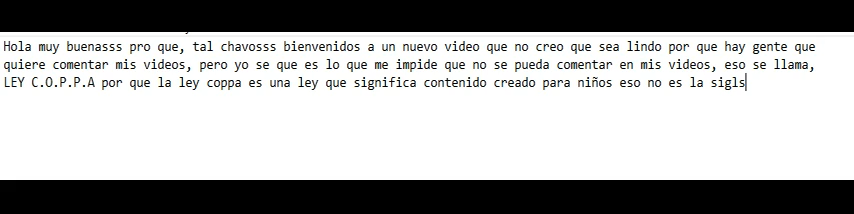 Hola muy buenasss pro que, tal chavosss bienvenidos a un nuevo video que no creo que sea lindo por que hay gente que
quiere comentar mis videos, pero yo se que es lo que me impide que no se pueda comentar en mis videos, eso se llama,
LEY C.O.P.P.A por que la ley coppa es una ley que significa contenido creado para niños eso no es la sigls